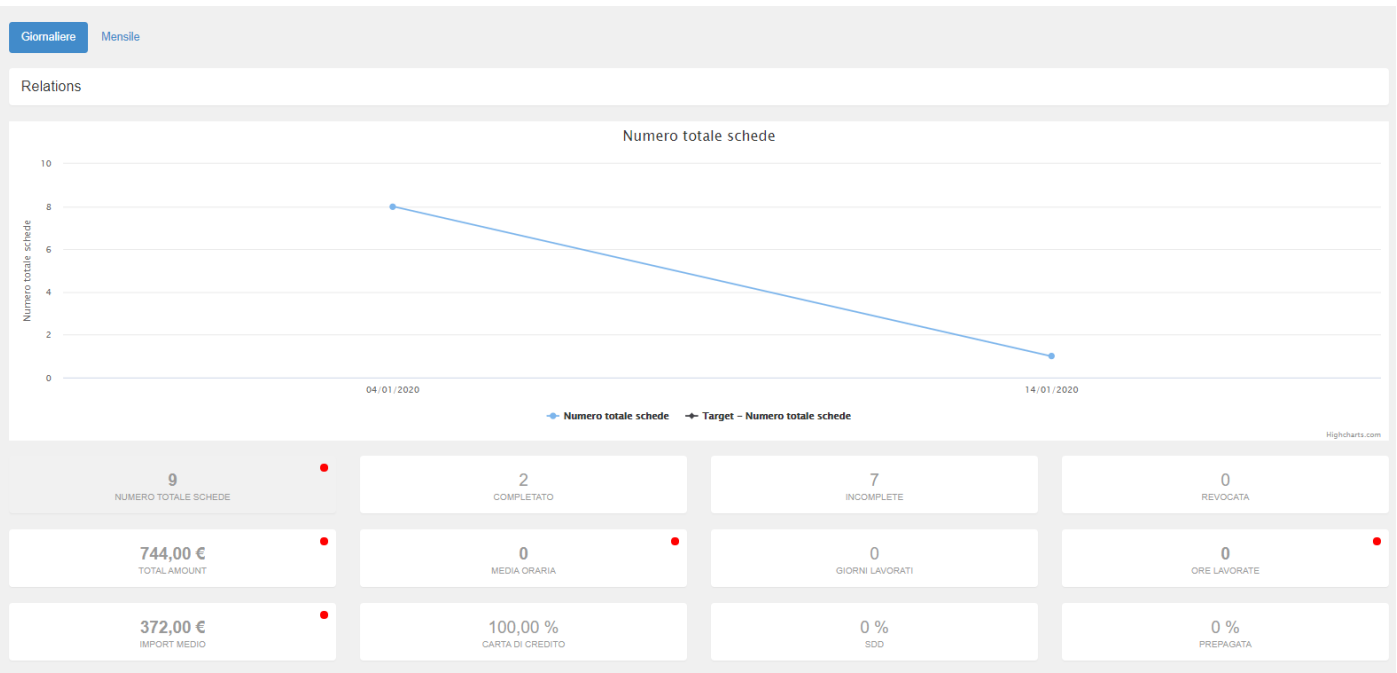 Giornaliere Mensile
Relations
Numero totale schede
10
8
6
4
2
0
Numero totale schede
04/01/2020 14/01/2020
Numero totale schede Target - Numero totale schede
Highcharts.com
9 2 7 0
NUMERO TOTALE SCHEDE COMPLETATO INCOMPLETE REVOCATA
744,00 € 0 0 0
TOTAL AMOUNT MEDIA ORARIA GIORNI LAVORATI ORE LAVORATE
372,00 € 100,00 % 0 % 0 %
IMPORT MEDIO CARTA DI CREDITO SDD PREPAGATA